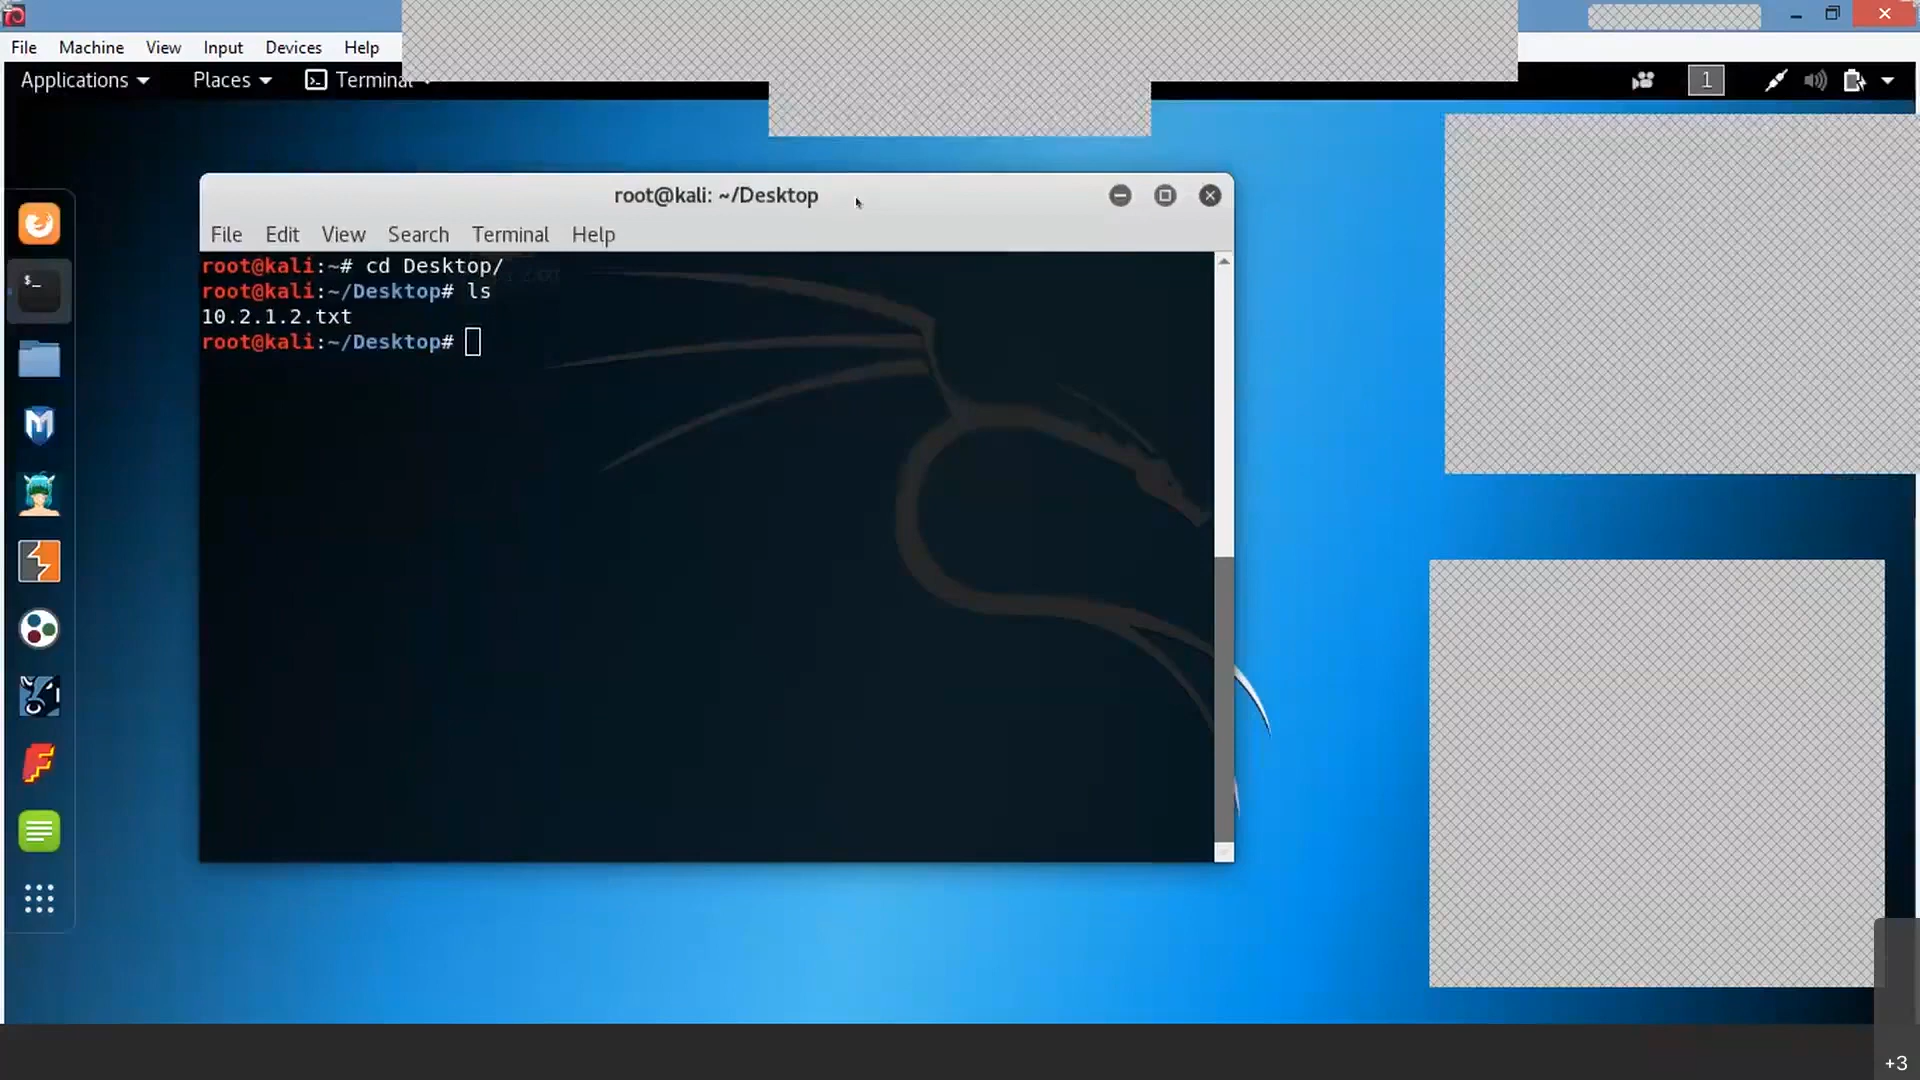 File Machine View Input Devices Help
Applications Places Terminal 1
root@kali: ~/Desktop
File Edit View Search Terminal Help
root@kali:~# cd Desktop/
root@kali:~/Desktop# ls
10.2.1.2.txt
root@kali:~/Desktop#
+3